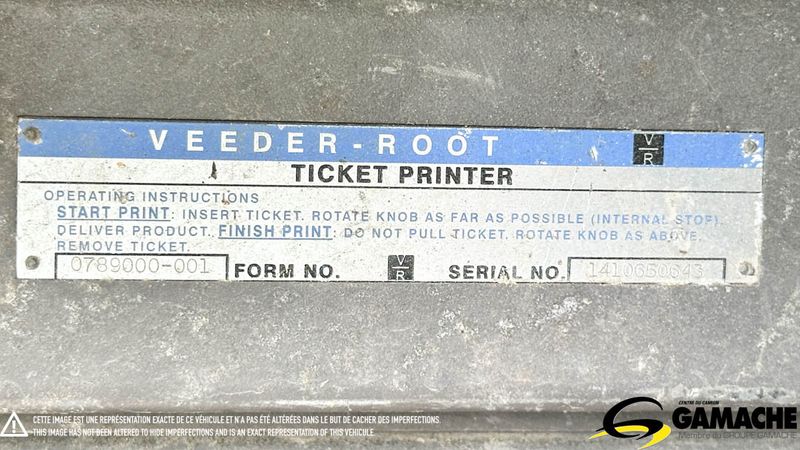 VEEDER-ROOT V/R
TICKET PRINTER
OPERATING INSTRUCTIONS
START PRINT: INSERT TICKET. ROTATE KNOB AS FAR AS POSSIBLE (INTERNAL STOP).
DELIVER PRODUCT. FINISH PRINT: DO NOT PULL TICKET. ROTATE KNOB AS ABOVE.
REMOVE TICKET.
0789000-001 FORM NO. V/R SERIAL NO. 1410650643
CETTE IMAGE EST UNE REPRÉSENTATION EXACTE DE CE VÉHICULE ET N'A PAS ÉTÉ ALTÉRÉES DANS LE BUT DE CACHER DES IMPERFECTIONS.
THIS IMAGE HAS NOT BEEN ALTERED TO HIDE IMPERFECTIONS AND IS AN EXACT REPRESENTATION OF THIS VEHICLE.
CENTRE DU CAMION
GAMACHE
Membre du GROUPE GAMACHE